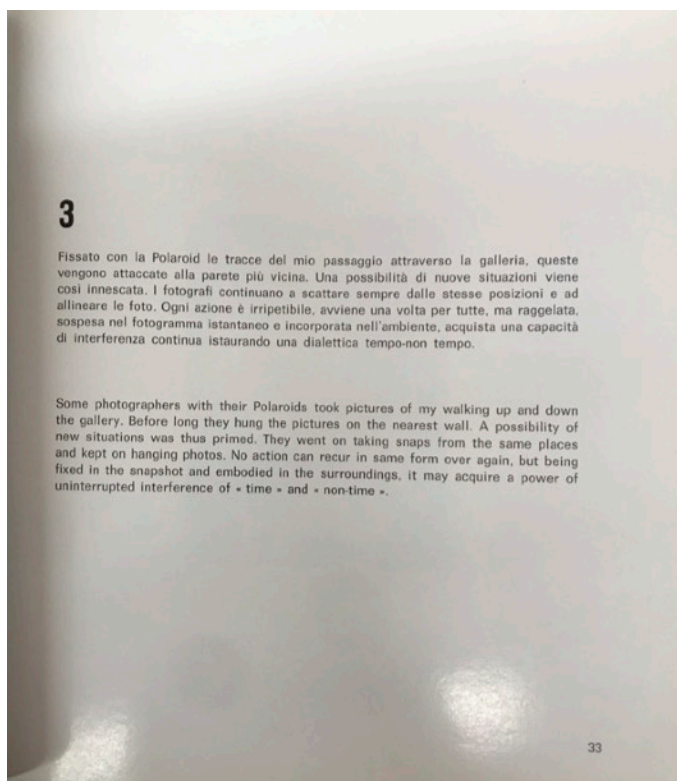 3
Fissato con la Polaroid le tracce del mio passaggio attraverso la galleria, queste
vengono attaccate alla parete più vicina. Una possibilità di nuove situazioni viene
così innescata. I fotografi continuano a scattare sempre dalle stesse posizioni e ad
allineare le foto. Ogni azione è irripetibile, avviene una volta per tutte, ma raggelata,
sospesa nel fotogramma istantaneo e incorporata nell'ambiente, acquista una capacità
di interferenza continua istaurando una dialettica tempo-non tempo.
Some photographers with their Polaroids took pictures of my walking up and down
the gallery. Before long they hung the pictures on the nearest wall. A possibility of
new situations was thus primed. They went on taking snaps from the same places
and kept on hanging photos. No action can recur in same form over again, but being
fixed in the snapshot and embodied in the surroundings, it may acquire a power of
uninterrupted interference of « time » and « non-time ».
33